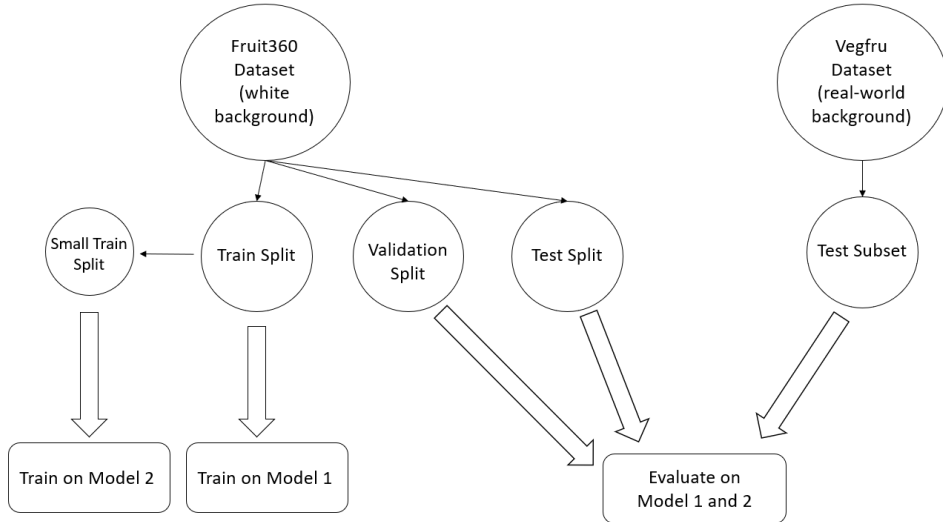 Fruit360
Dataset
(white
background)
Vegfru
Dataset
(real-world
background)
Small Train
Split
Train Split
Validation
Split
Test Split
Test Subset
Train on Model 2
Train on Model 1
Evaluate on
Model 1 and 2